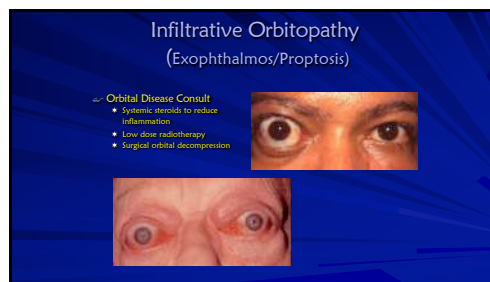 Infiltrative Orbitopathy
(Exophthalmos/Proptosis)
Orbital Disease Consult
Systemic steroids to reduce
inflammation
Low dose radiotherapy
Surgical orbital decompression